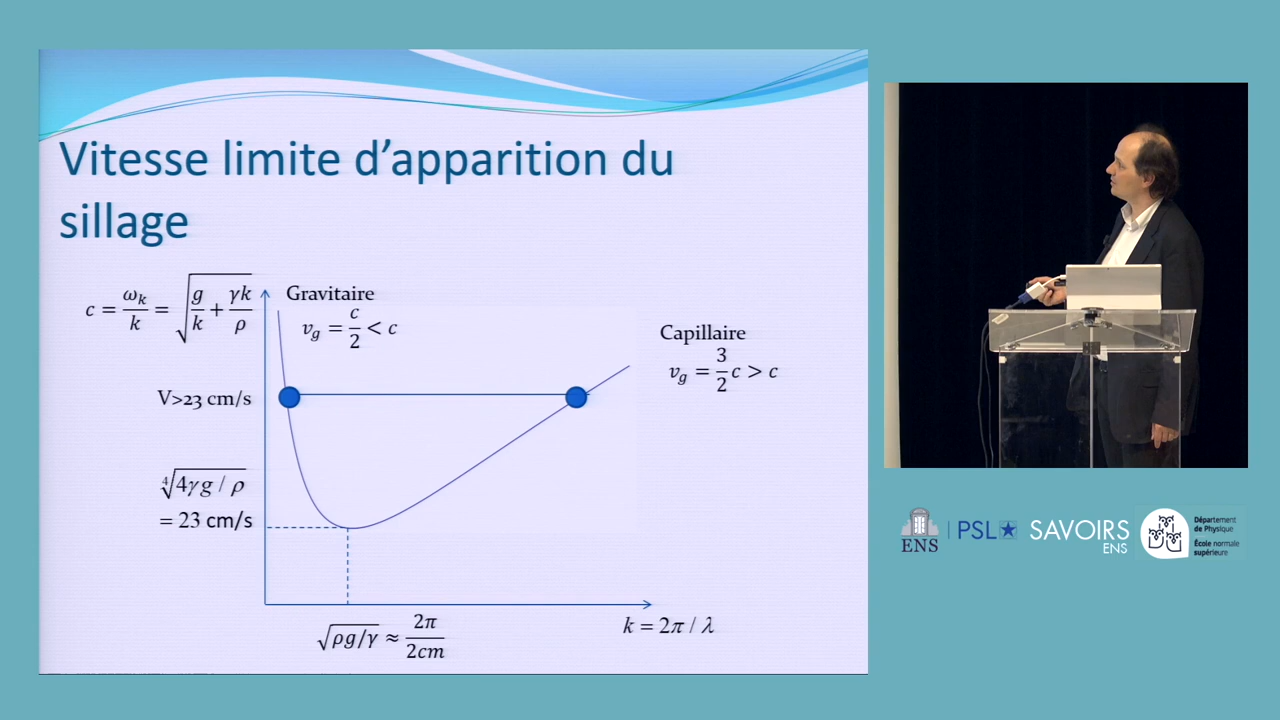 Vitesse limite d'apparition du
sillage
c = ω_k/k = √(g/k + γk/ρ)
Gravitaire
v_g = c/2 < c
Capillaire
v_g = 3/2 c > c
V>23 cm/s
∜4γg / ρ
= 23 cm/s
√ρg/γ ≈ 2π/2cm
k = 2π / λ
ENS
PSL★
SAVOIRS
ENS
Département
de Physique
École normale
supérieure